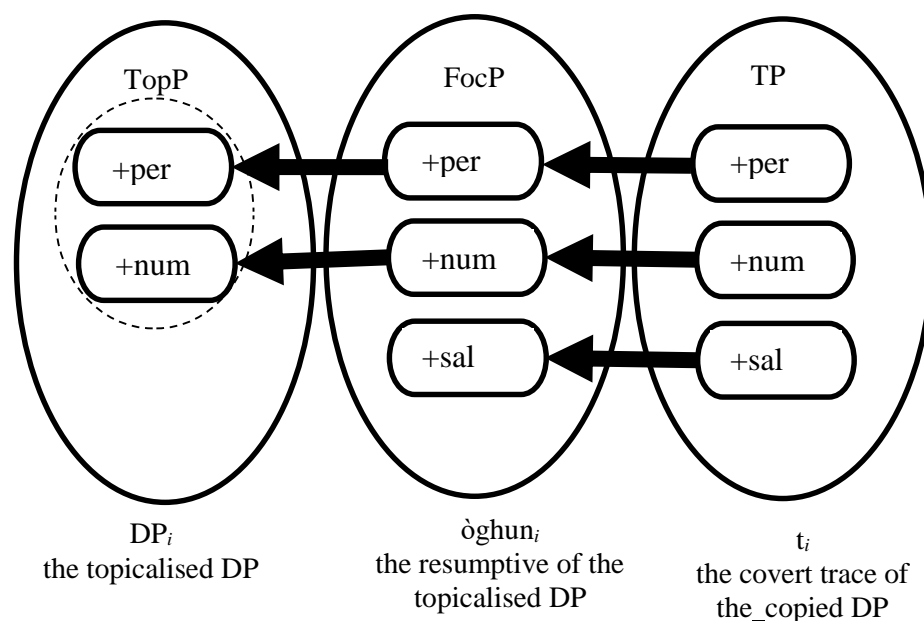 TopP
FocP
TP
+per
+per
+per
+num
+num
+num
+sal
+sal
DPi
the topicalised DP
òghuni
the resumptive of the
topicalised DP
ti
the covert trace of
the_copied DP